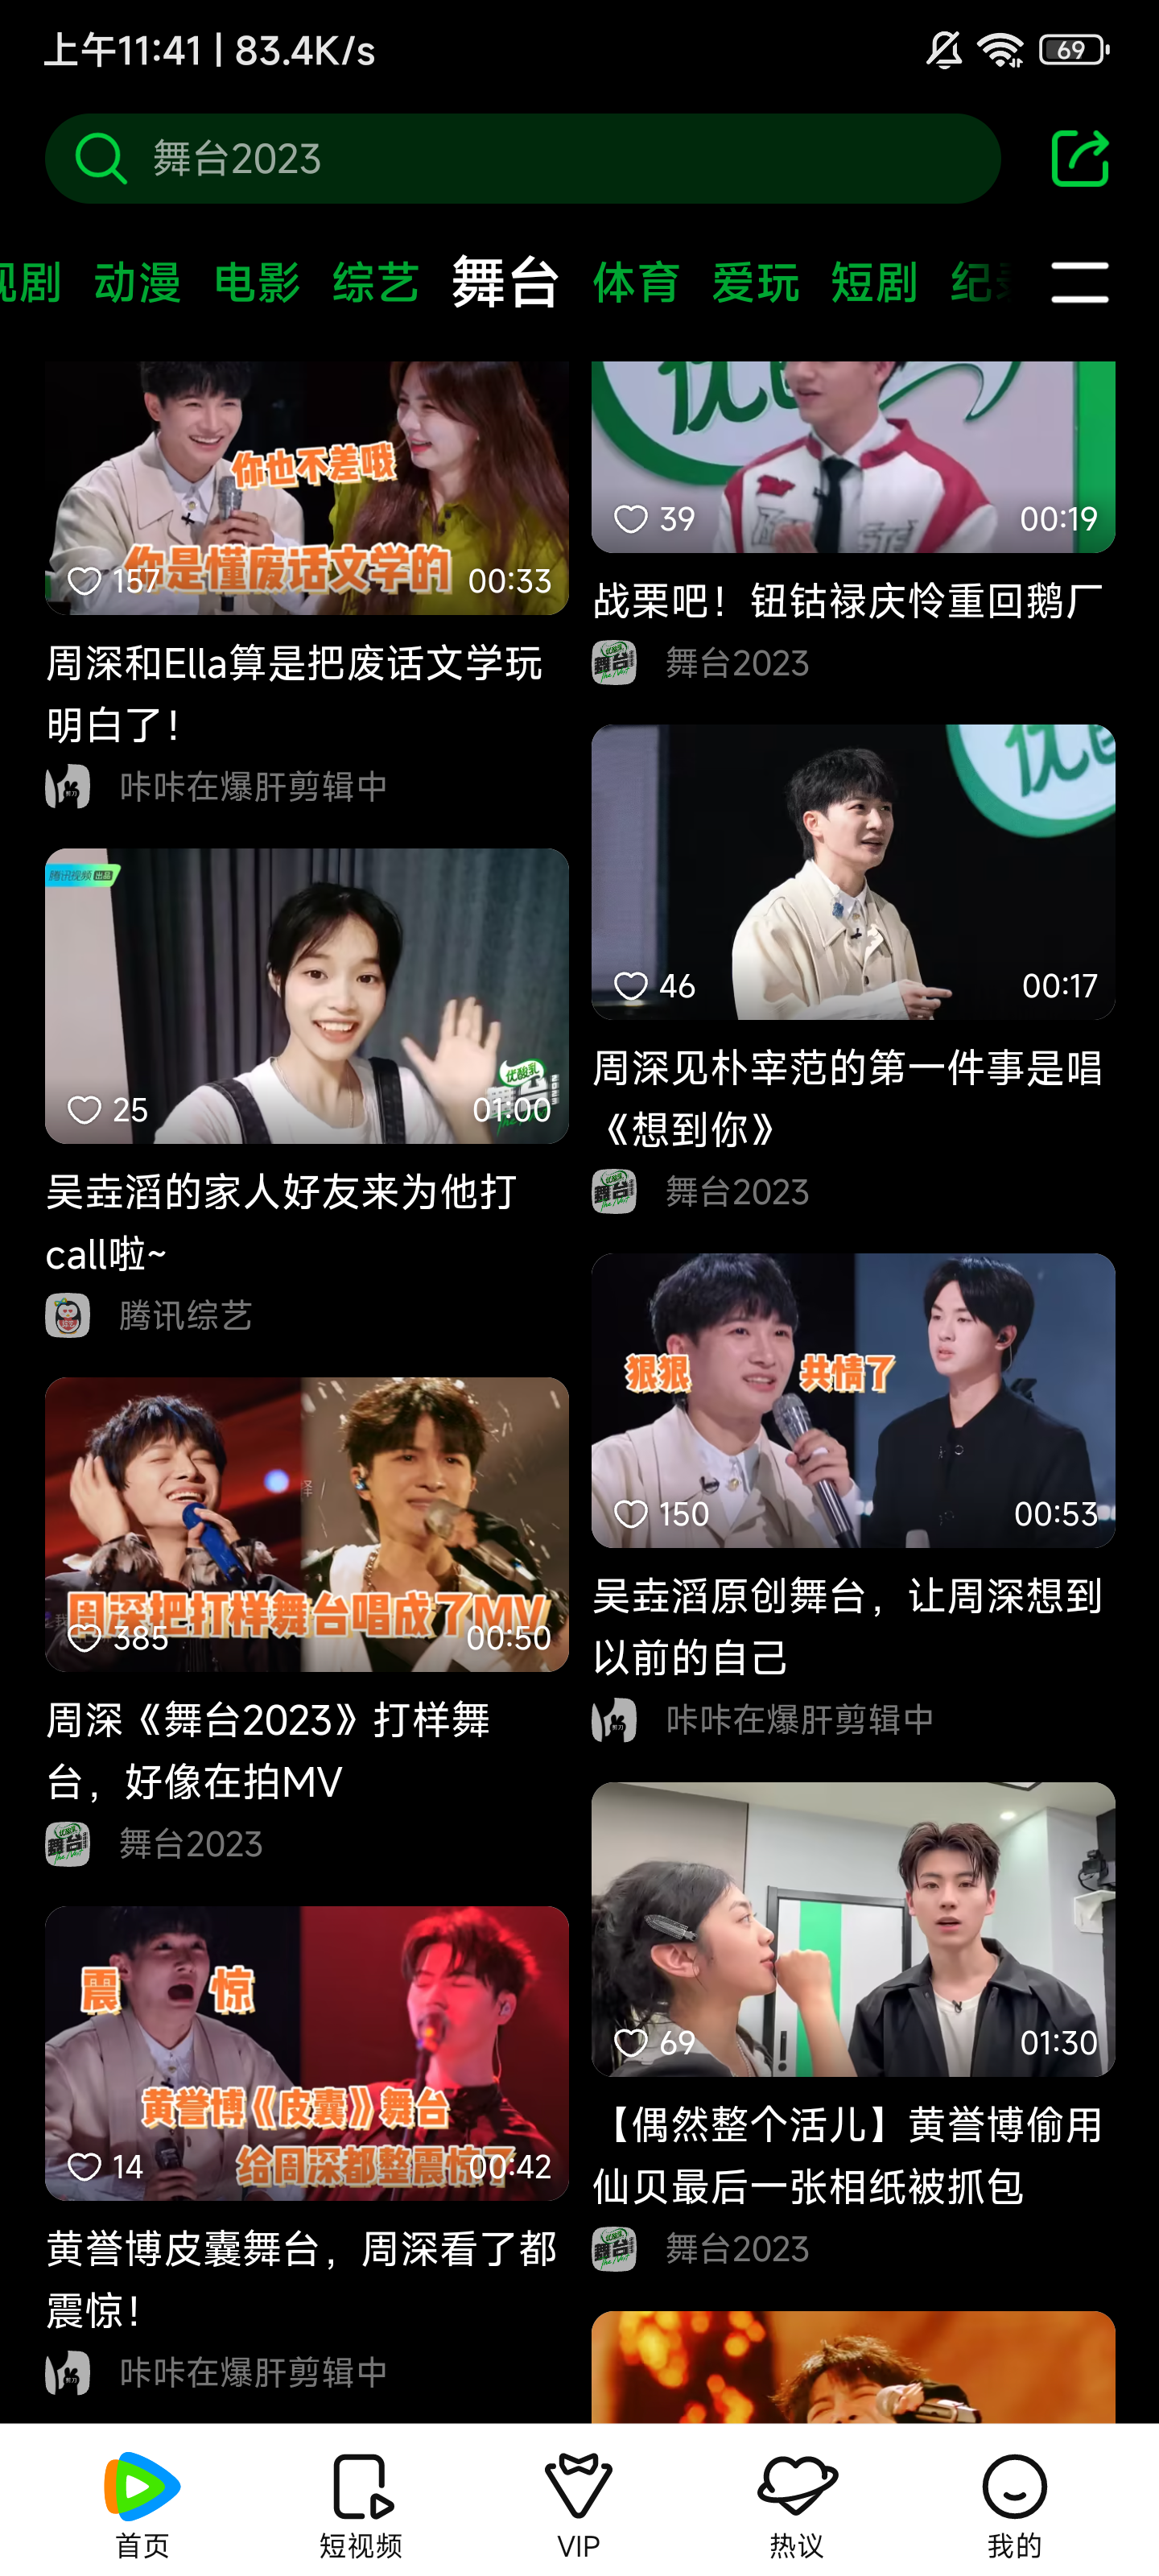 上午11:41 | 83.4K/s
69
舞台2023
视剧 动漫 电影 综艺 舞台 体育 爱玩 短剧 纪录
你也不差哦
你是懂废话文学的
157
00:33
周深和Ella算是把废话文学玩
明白了！
咔咔在爆肝剪辑中
39
00:19
战栗吧！钮钴禄庆怜重回鹅厂
舞台2023
腾讯视频 出品
优酸乳
舞台
2023
25
01:00
吴垚滔的家人好友来为他打
call啦~
腾讯综艺
46
00:17
周深见朴宰范的第一件事是唱
《想到你》
舞台2023
周深把打样舞台唱成了MV
385
00:50
周深《舞台2023》打样舞
台，好像在拍MV
舞台2023
狠狠 共情了
150
00:53
吴垚滔原创舞台，让周深想到
以前的自己
咔咔在爆肝剪辑中
震 惊
黄誉博《皮囊》舞台
给周深都整震惊了
14
00:42
黄誉博皮囊舞台，周深看了都
震惊！
咔咔在爆肝剪辑中
69
01:30
【偶然整个活儿】黄誉博偷用
仙贝最后一张相纸被抓包
舞台2023
首页 短视频 VIP 热议 我的